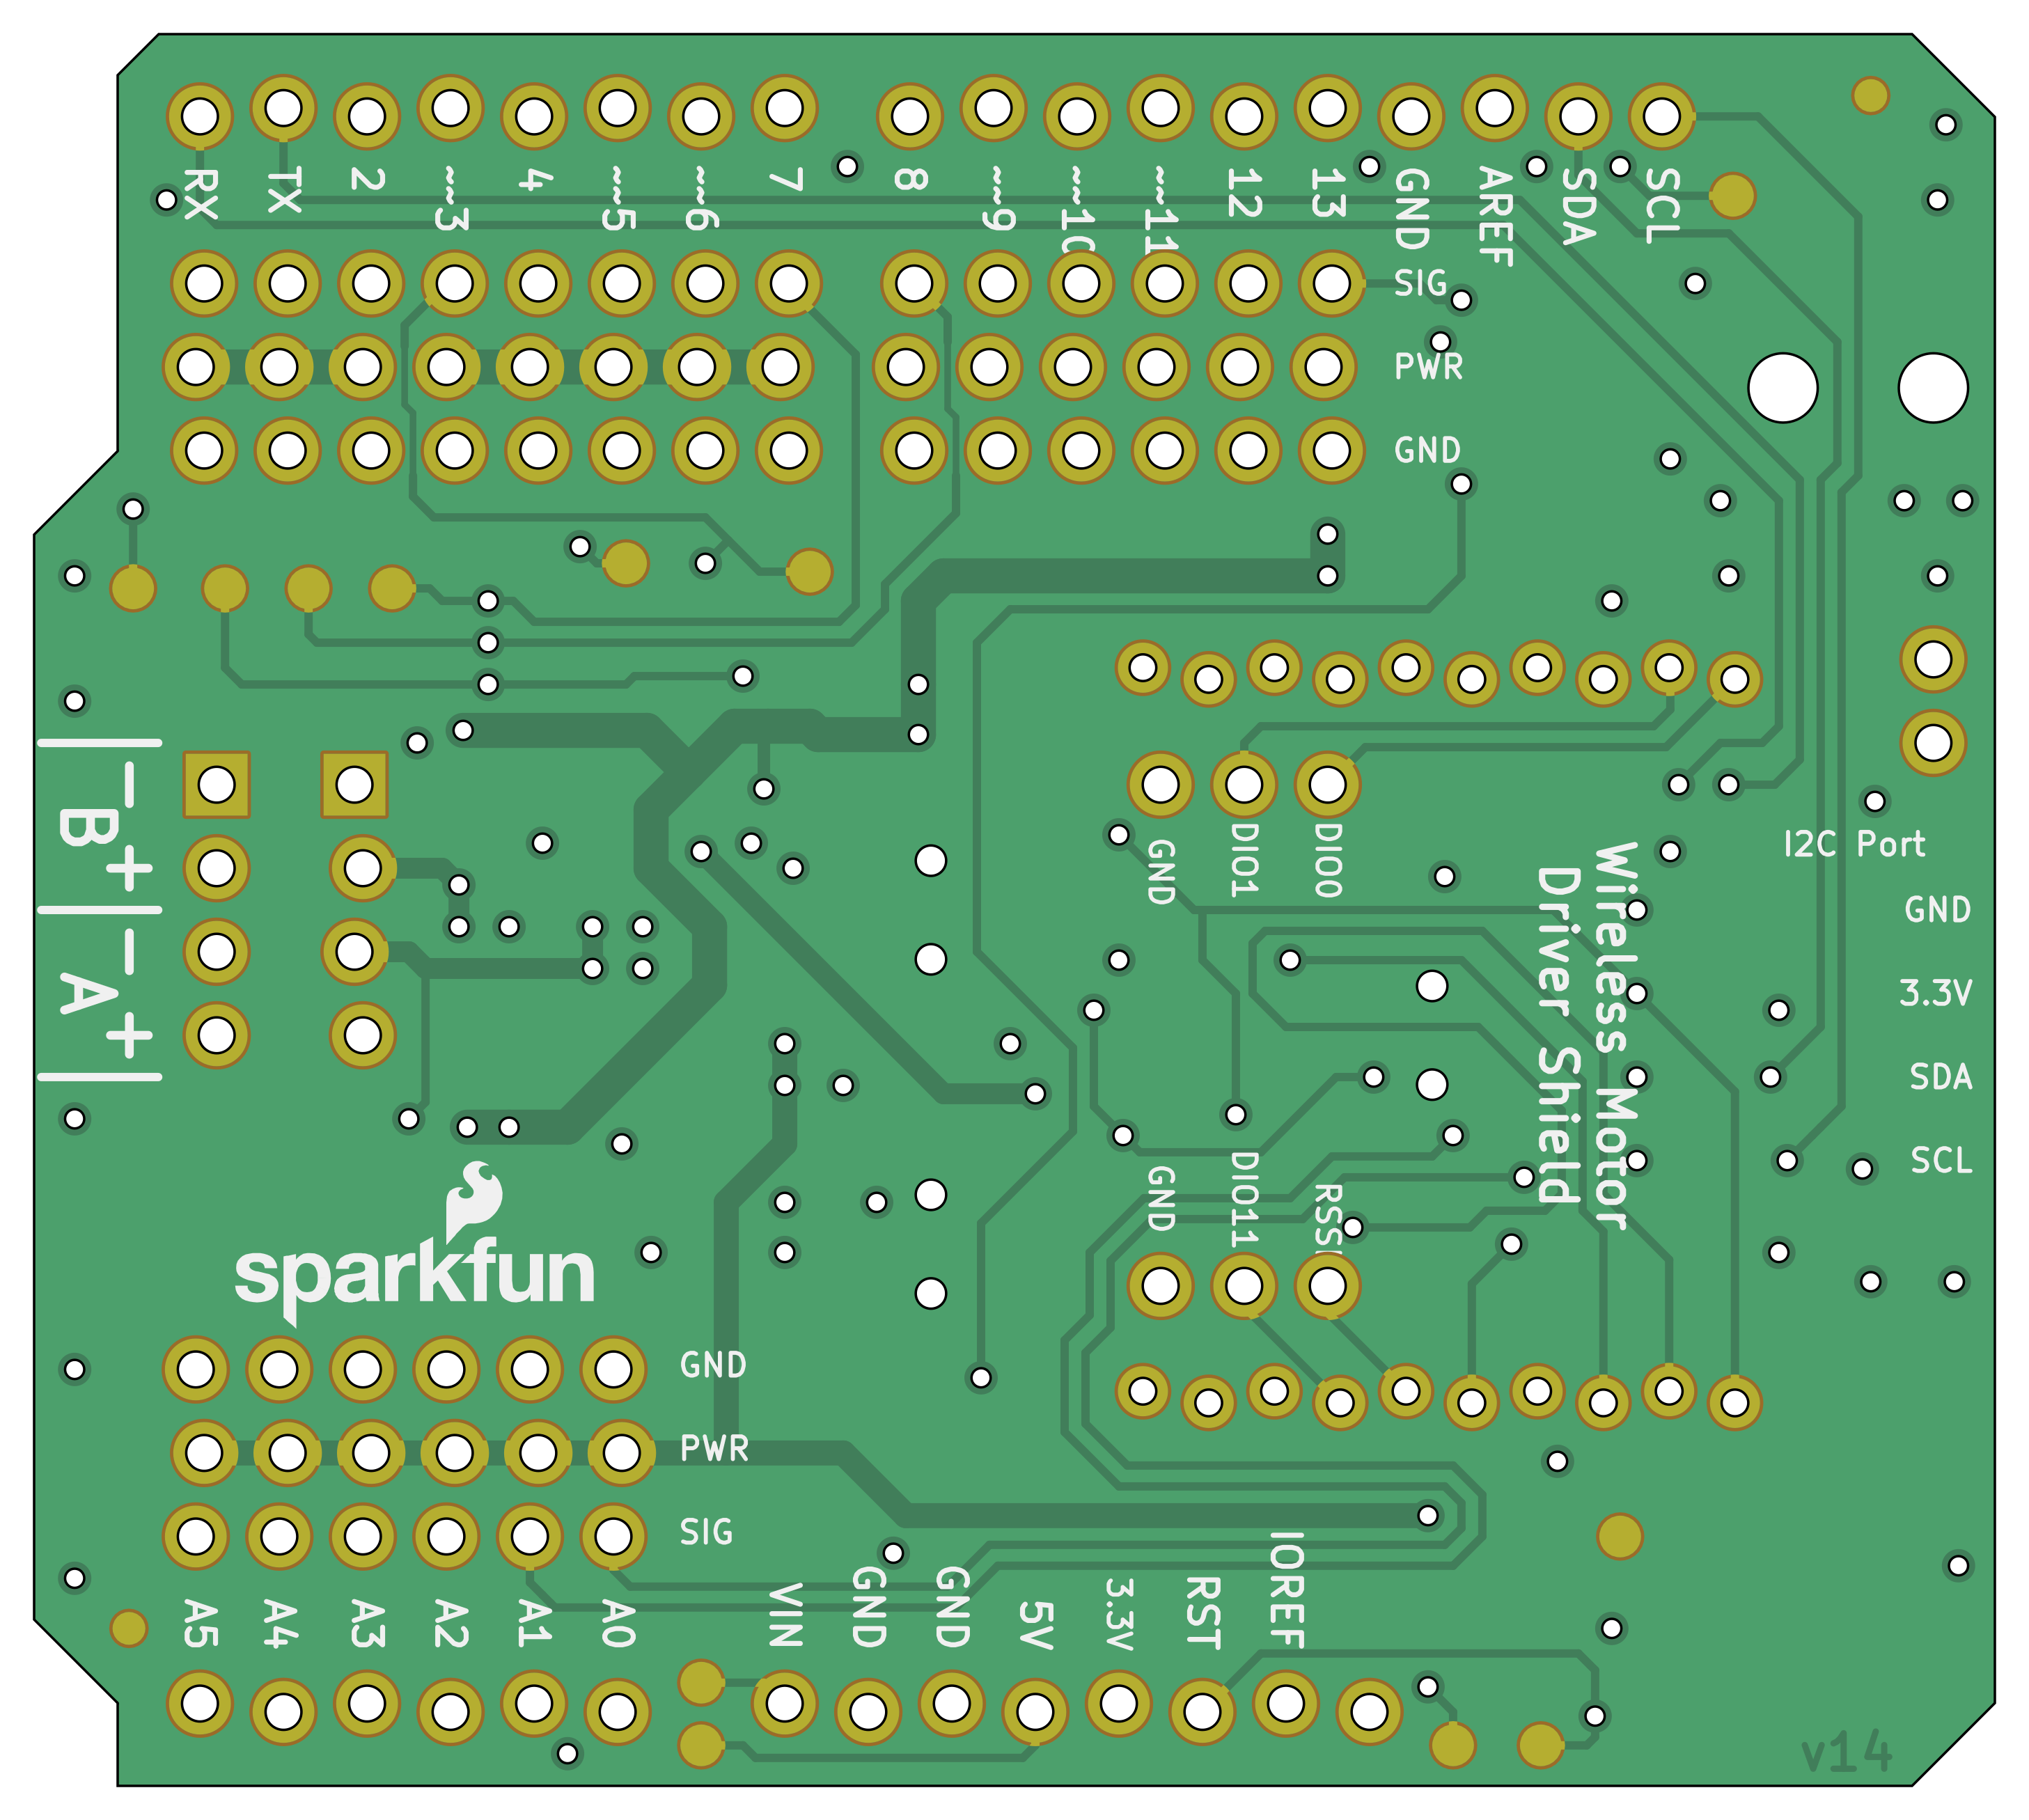 RX
TX
2
~3
4
~5
~6
7
8
~9
~10
~11
12
13
GND
AREF
SDA
SCL
SIG
PWR
GND
- B +
- A +
GND
DIO1
DIO0
I2C Port
GND
3.3V
SDA
SCL
Wireless Motor
Driver Shield
GND
DIO11
sparkfun
GND
PWR
SIG
A5
A4
A3
A2
A1
A0
VIN
GND
GND
5V
3.3V
RST
IOREF
v14